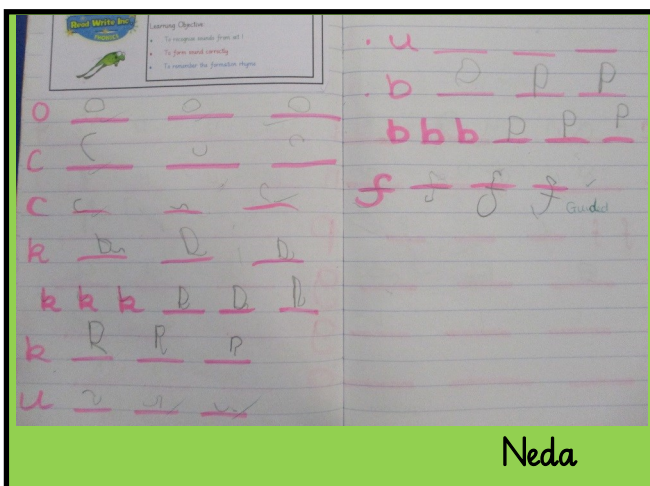 Read Write Inc.
PHONICS
Learning Objective
To recognise sounds from set 1
To form sound correctly
To remember the formation rhyme
o o o o
c c
c c c
k
k k k
k R R
u
u
b D p p
b b b p p p
f f f f
Guided
Neda